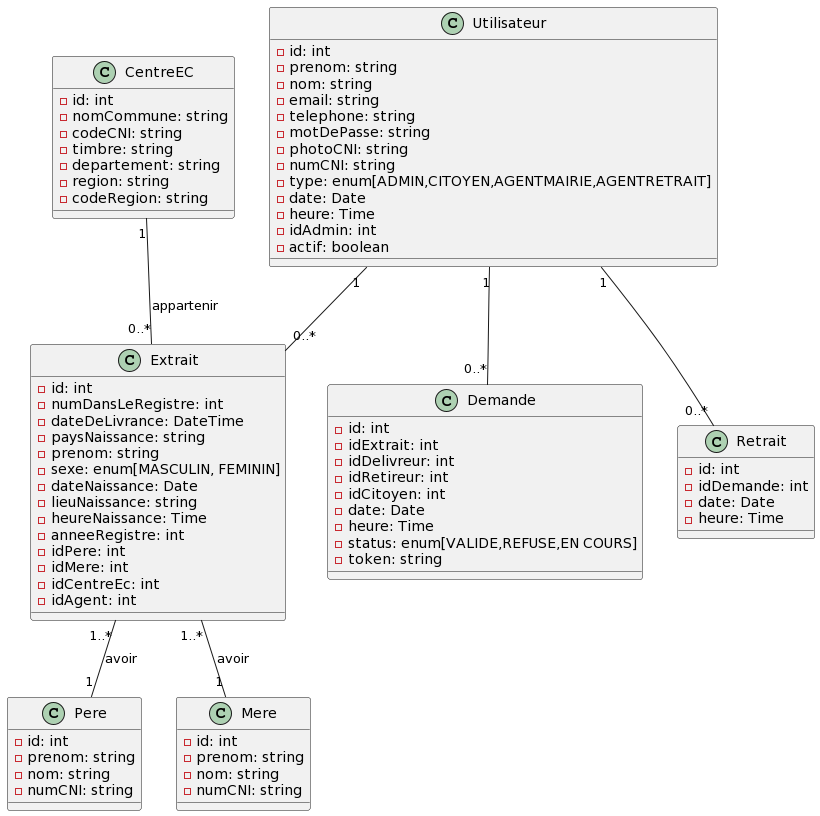 C Utilisateur
id: int
prenom: string
nom: string
email: string
telephone: string
motDePasse: string
photoCNI: string
numCNI: string
type: enum[ADMIN,CITOYEN,AGENTMAIRIE,AGENTRETRAIT]
date: Date
heure: Time
idAdmin: int
actif: boolean
C CentreEC
id: int
nomCommune: string
codeCNI: string
timbre: string
departement: string
region: string
codeRegion: string
1
appartenir
0..*
1
0..*
1
0..*
1
0..*
C Extrait
id: int
numDansLeRegistre: int
dateDeLivrance: DateTime
paysNaissance: string
prenom: string
sexe: enum[MASCULIN, FEMININ]
dateNaissance: Date
lieuNaissance: string
heureNaissance: Time
anneeRegistre: int
idPere: int
idMere: int
idCentreEc: int
idAgent: int
C Demande
id: int
idExtrait: int
idDelivreur: int
idRetireur: int
idCitoyen: int
date: Date
heure: Time
status: enum[VALIDE,REFUSE,EN COURS]
token: string
C Retrait
id: int
idDemande: int
date: Date
heure: Time
1..*
avoir
1
1..*
avoir
1
C Pere
id: int
prenom: string
nom: string
numCNI: string
C Mere
id: int
prenom: string
nom: string
numCNI: string